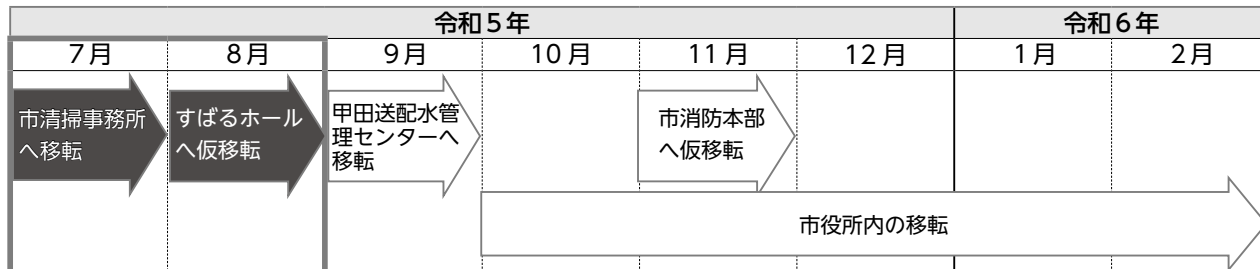 令和5年
令和6年
7月
8月
9月
10月
11月
12月
1月
2月
市清掃事務所
へ移転
すばるホール
へ仮移転
甲田送配水管
理センターへ
移転
市消防本部
へ仮移転
市役所内の移転